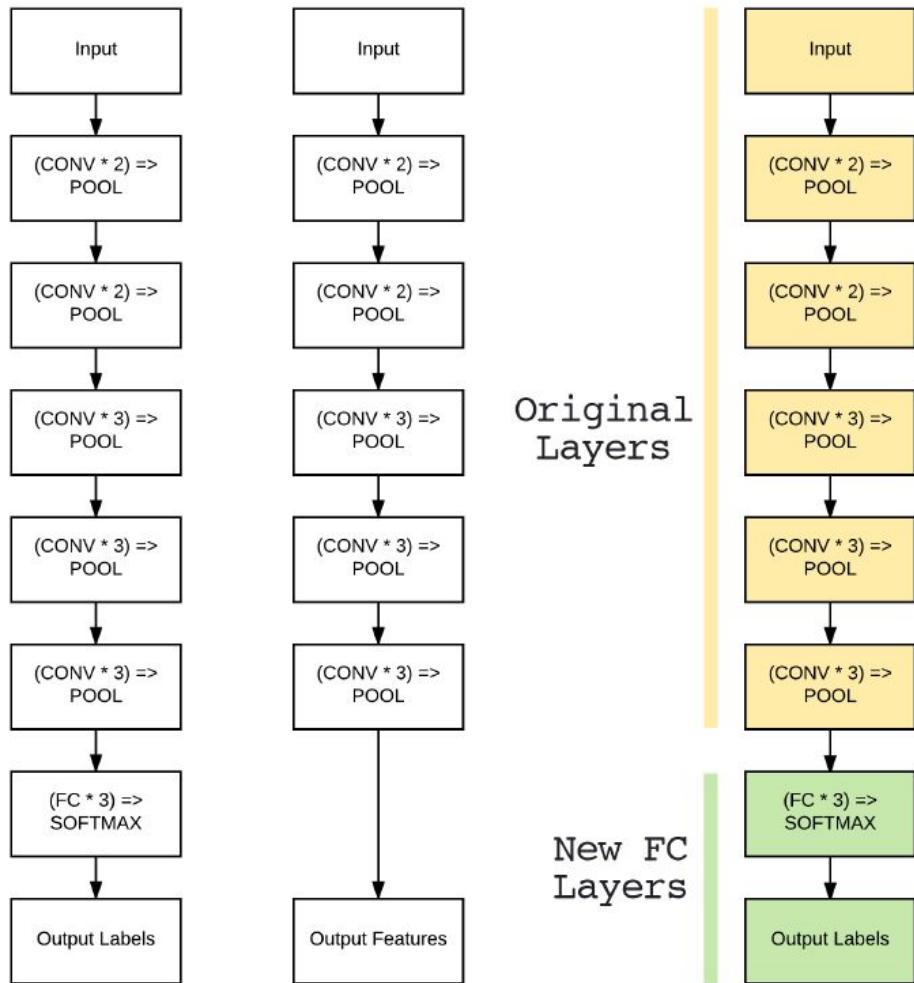 Input
(CONV * 2) =>
POOL
(CONV * 2) =>
POOL
(CONV * 3) =>
POOL
(CONV * 3) =>
POOL
(CONV * 3) =>
POOL
(FC * 3) =>
SOFTMAX
Output Labels
Input
(CONV * 2) =>
POOL
(CONV * 2) =>
POOL
(CONV * 3) =>
POOL
(CONV * 3) =>
POOL
(CONV * 3) =>
POOL
Output Features
Original
Layers
New FC
Layers
Input
(CONV * 2) =>
POOL
(CONV * 2) =>
POOL
(CONV * 3) =>
POOL
(CONV * 3) =>
POOL
(CONV * 3) =>
POOL
(FC * 3) =>
SOFTMAX
Output Labels